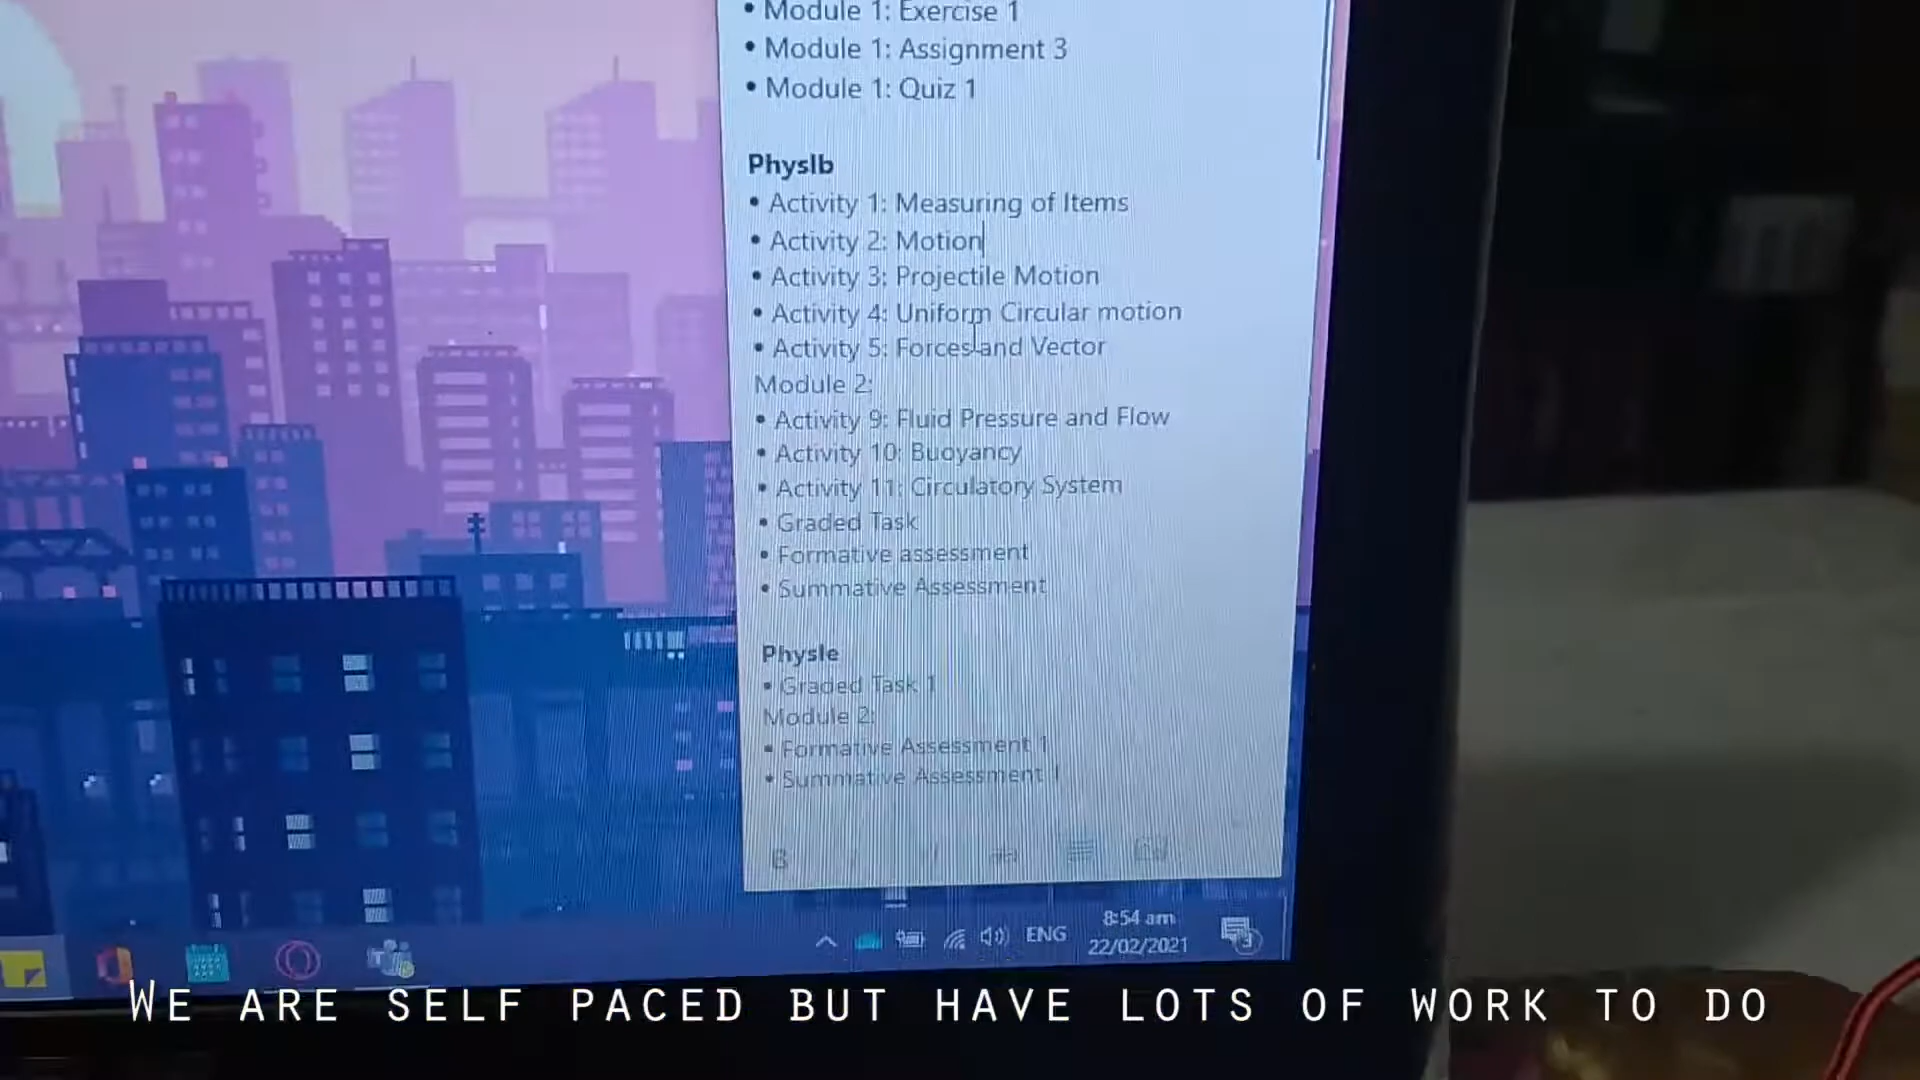 • Module 1: Exercise 1
• Module 1: Assignment 3
• Module 1: Quiz 1
Physlb
• Activity 1: Measuring of Items
• Activity 2: Motion
• Activity 3: Projectile Motion
• Activity 4: Uniform Circular motion
• Activity 5: Forces and Vector
Module 2:
• Activity 9: Fluid Pressure and Flow
• Activity 10: Buoyancy
• Activity 11: Circulatory System
• Graded Task
• Formative assessment
• Summative Assessment
Physle
• Graded Task 1
Module 2:
• Formative Assessment 1
• Summative Assessment 1
B
8:54 am
ENG
22/02/2021
3
WE ARE SELF PACED BUT HAVE LOTS OF WORK TO DO